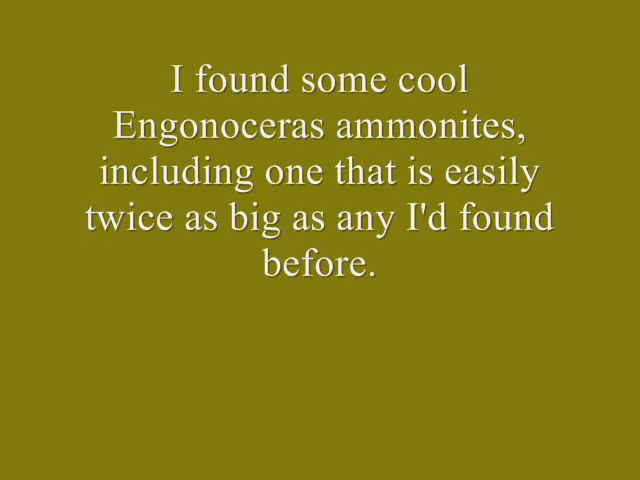 I found some cool
Engonoceras ammonites,
including one that is easily
twice as big as any I'd found
before.